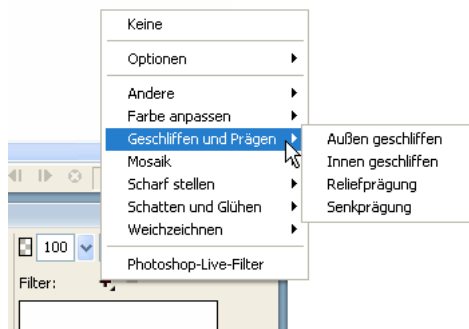 Keine
Optionen
Andere
Farbe anpassen
Geschliffen und Prägen
Mosaik
Scharf stellen
Schatten und Glühen
Weichzeichnen
Photoshop-Live-Filter
Außen geschliffen
Innen geschliffen
Reliefprägung
Senkprägung
100
Filter: